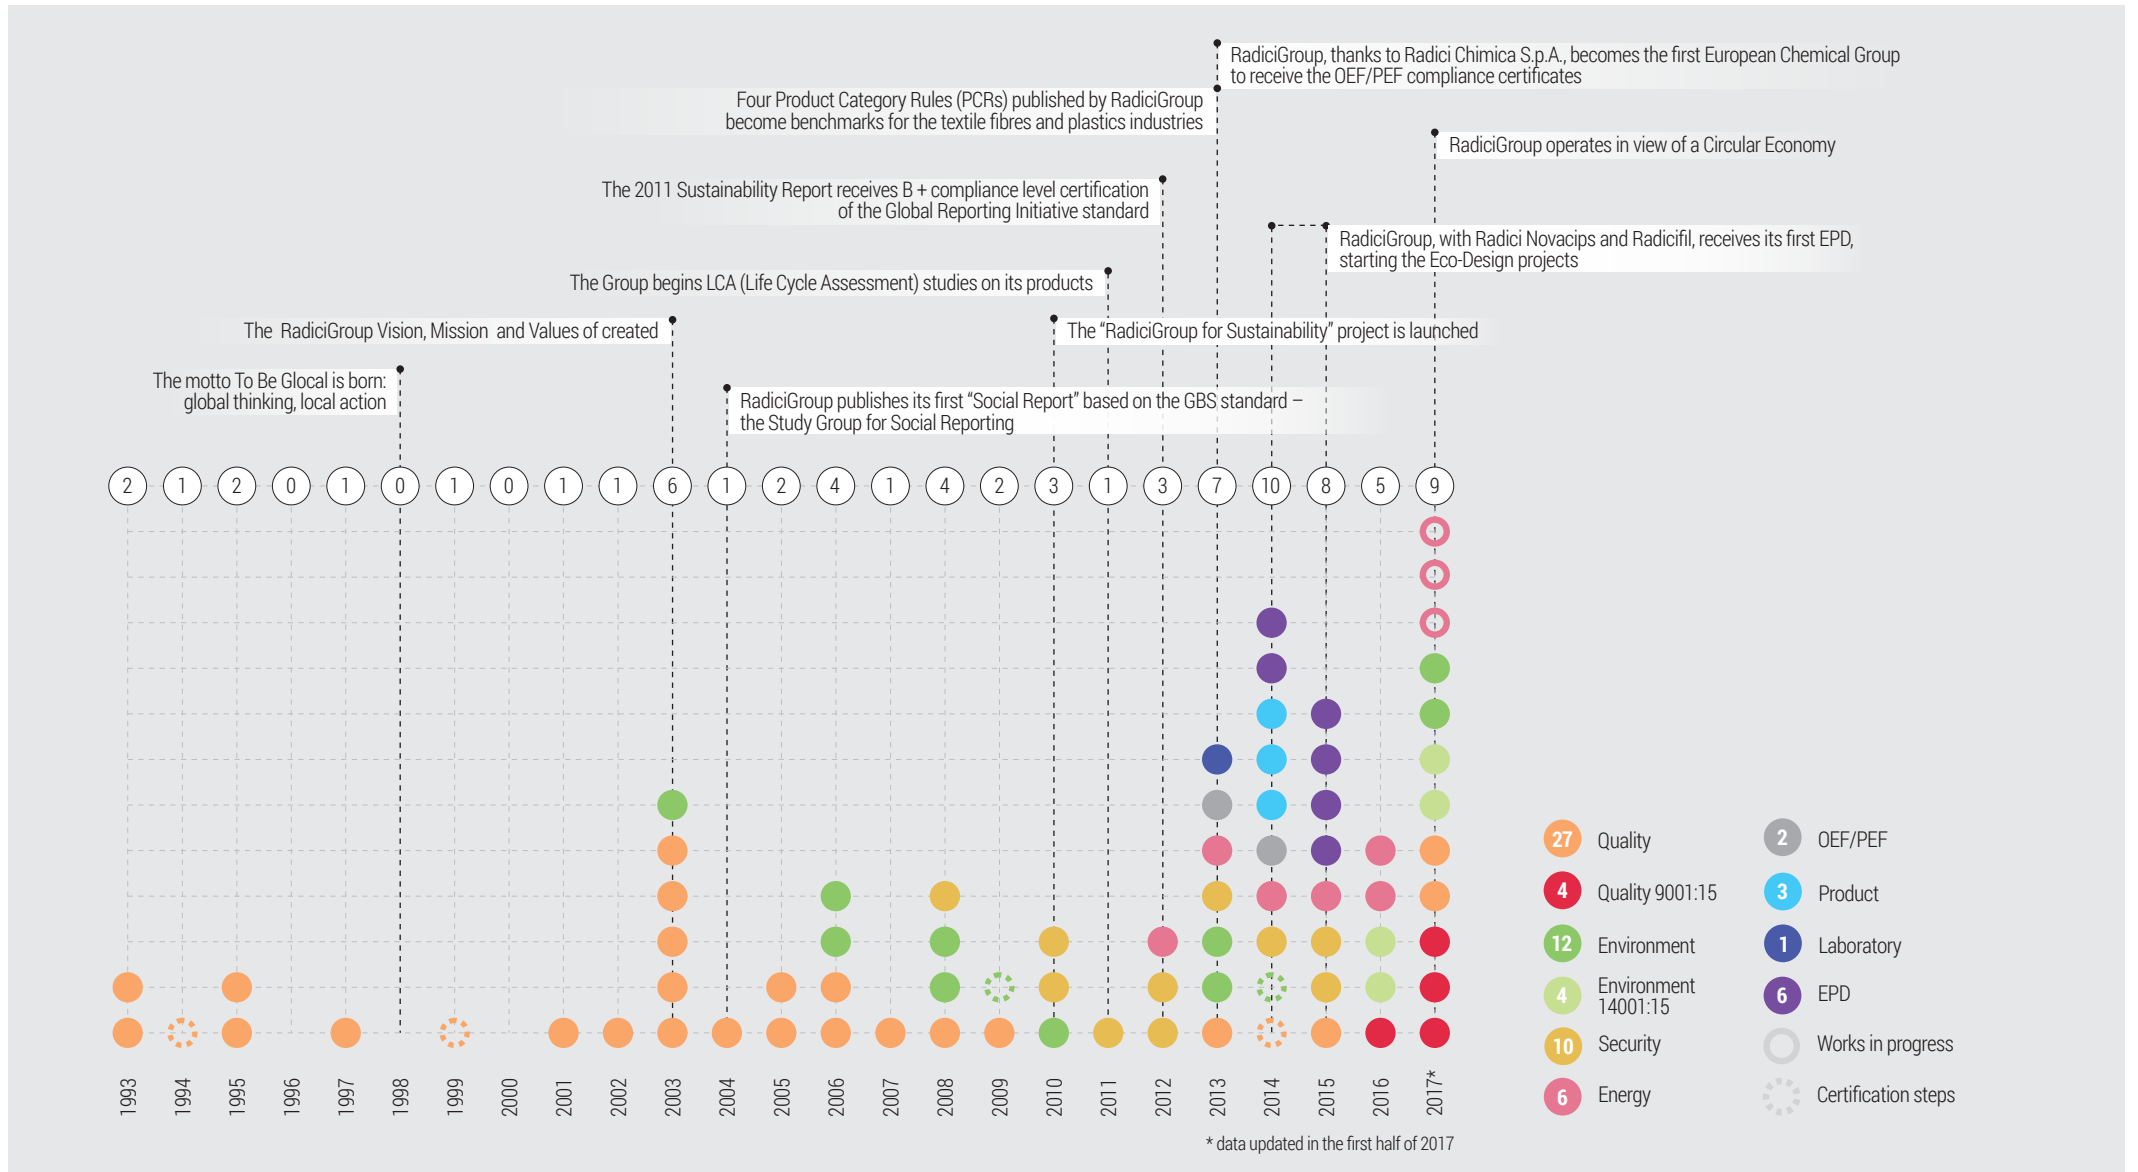 RadiciGroup, thanks to Radici Chimica S.p.A., becomes the first European Chemical Group
to receive the OEF/PEF compliance certificates
Four Product Category Rules (PCRs) published by RadiciGroup
become benchmarks for the textile fibres and plastics industries
RadiciGroup operates in view of a Circular Economy
The 2011 Sustainability Report receives B + compliance level certification
of the Global Reporting Initiative standard
RadiciGroup, with Radici Novacips and Radicifil, receives its first EPD,
starting the Eco-Design projects
The Group begins LCA (Life Cycle Assessment) studies on its products
The RadiciGroup Vision, Mission and Values of created
The “RadiciGroup for Sustainability” project is launched
The motto To Be Glocal is born:
global thinking, local action
RadiciGroup publishes its first “Social Report” based on the GBS standard –
the Study Group for Social Reporting
2 1 2 0 1 0 1 0 1 1 6 1 2 4 1 4 2 3 1 3 7 10 8 5 9
27 Quality
4 Quality 9001:15
12 Environment
4 Environment
14001:15
10 Security
6 Energy
2 OEF/PEF
3 Product
1 Laboratory
6 EPD
Works in progress
Certification steps
1993 1994 1995 1996 1997 1998 1999 2000 2001 2002 2003 2004 2005 2006 2007 2008 2009 2010 2011 2012 2013 2014 2015 2016 2017*
* data updated in the first half of 2017